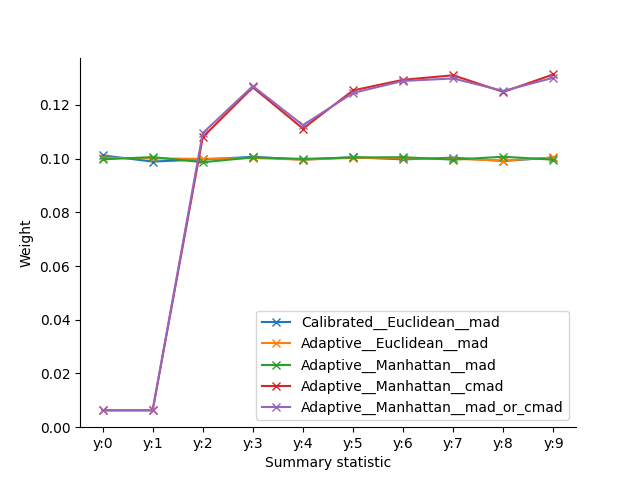 0.12
0.10
0.08
0.06
0.04
0.02
0.00
Weight
Calibrated__Euclidean__mad
Adaptive__Euclidean__mad
Adaptive__Manhattan__mad
Adaptive__Manhattan__cmad
Adaptive__Manhattan__mad_or_cmad
y:0 y:1 y:2 y:3 y:4 y:5 y:6 y:7 y:8 y:9
Summary statistic